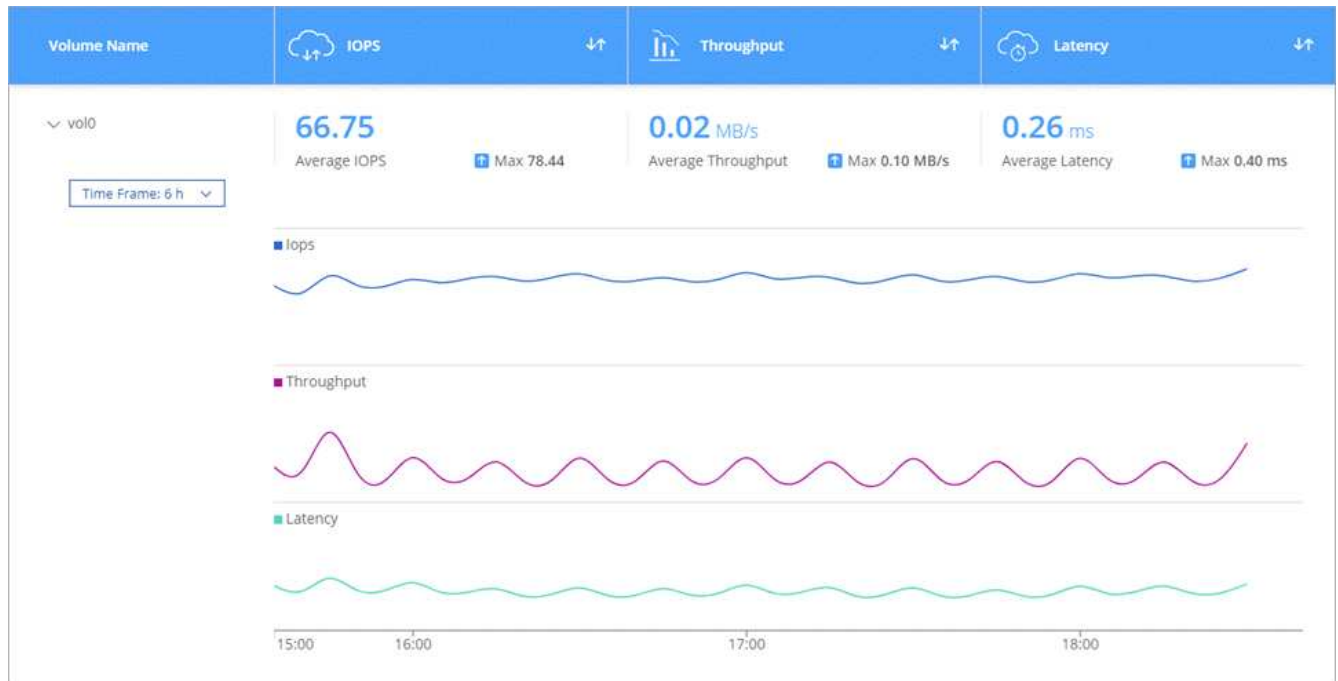 Volume Name IOPS Throughput Latency
vol0
66.75 0.02 MB/s 0.26 ms
Average IOPS Max 78.44 Average Throughput Max 0.10 MB/s Average Latency Max 0.40 ms
Time Frame: 6 h
Iops
Throughput
Latency
15:00 16:00 17:00 18:00